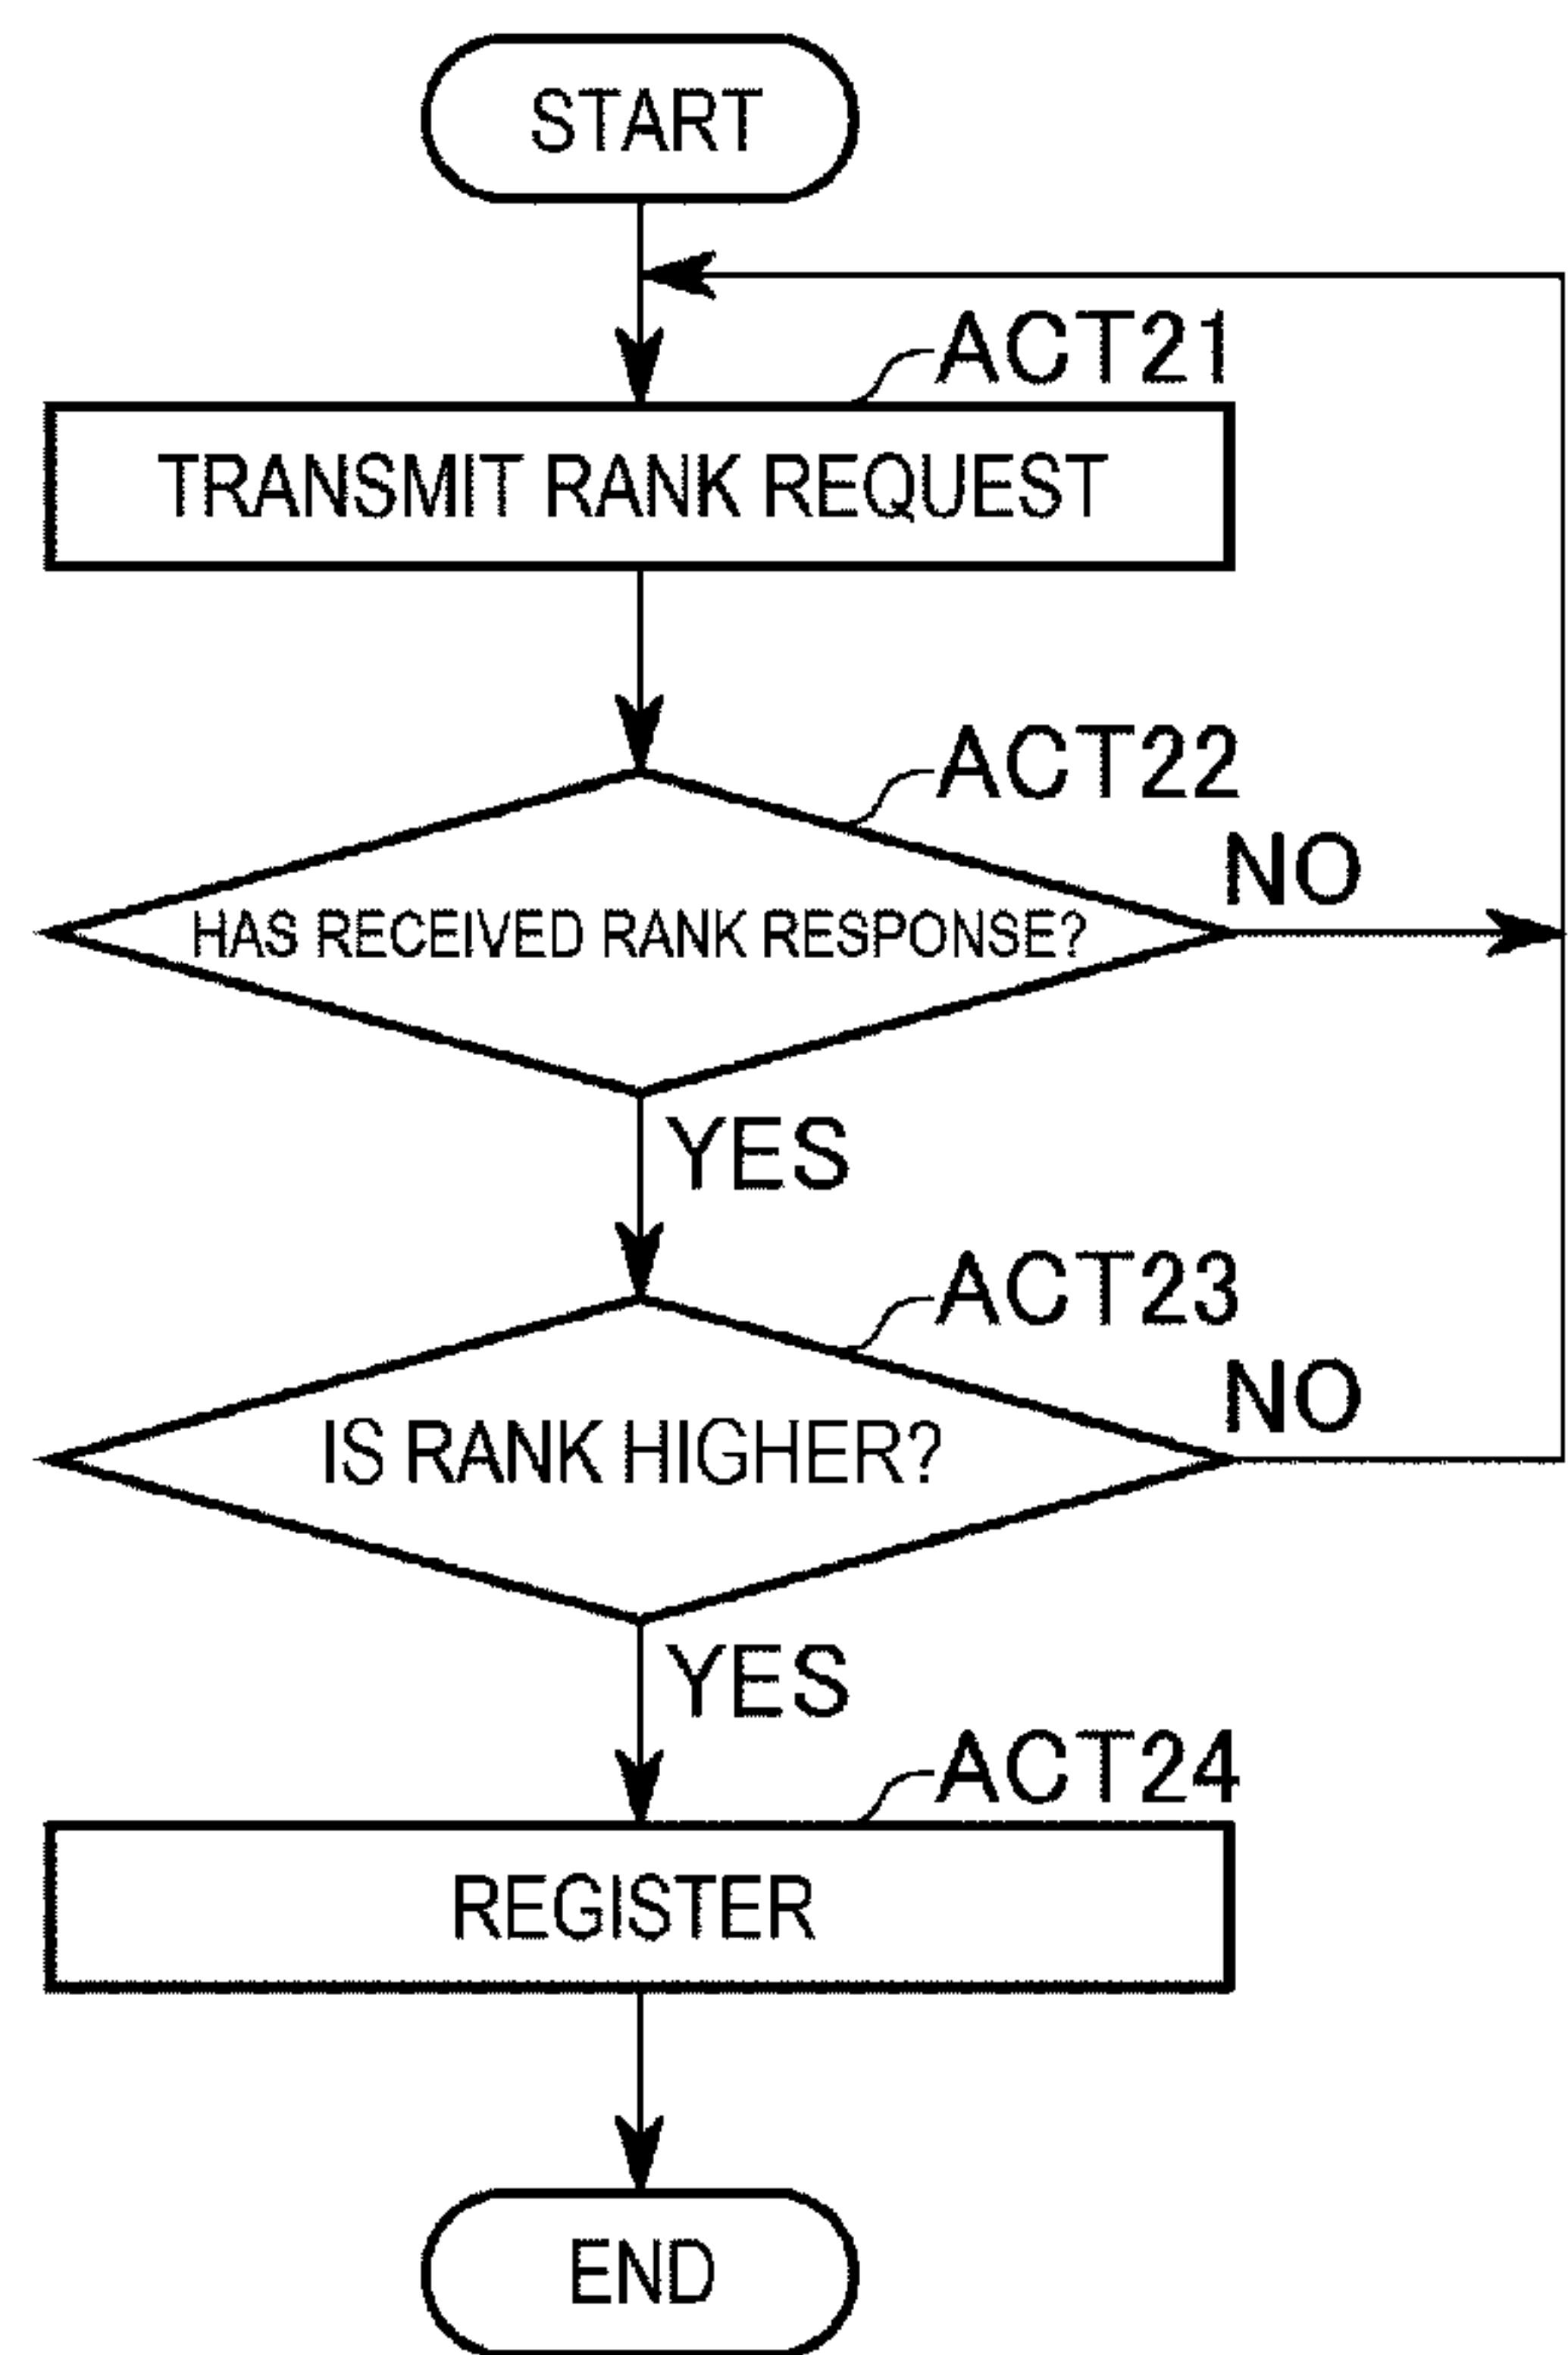 START
ACT21
TRANSMIT RANK REQUEST
ACT22
NO
HAS RECEIVED RANK RESPONSE?
YES
ACT23
NO
IS RANK HIGHER?
YES
ACT24
REGISTER
END